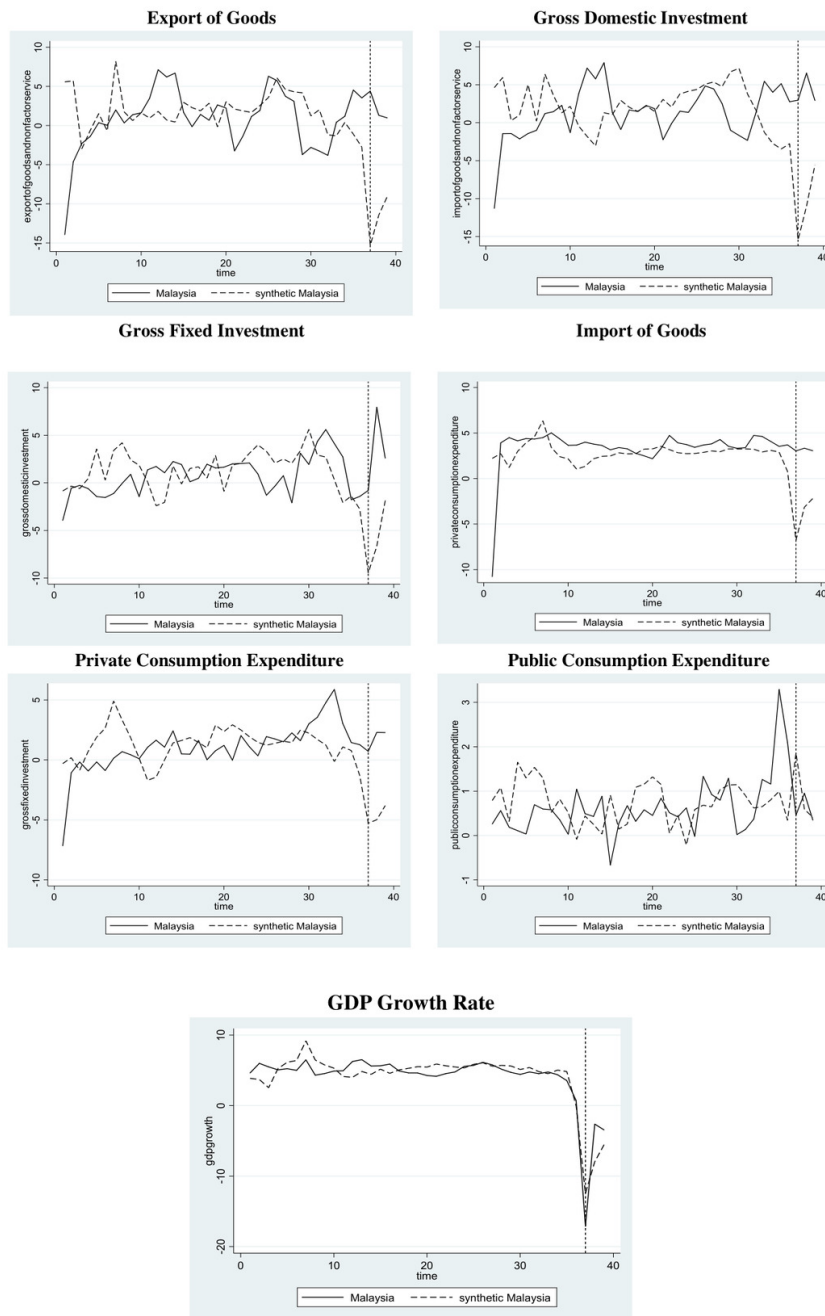 Export of Goods
exportofgoodsandnonfactorservice
10
5
0
-5
-10
-15
0
10
20
30
40
time
Malaysia
synthetic Malaysia
Gross Domestic Investment
importofgoodsandnonfactorservice
10
5
0
-5
-10
-15
0
10
20
30
40
time
Malaysia
synthetic Malaysia
Gross Fixed Investment
grossdomesticinvestment
10
5
0
-5
-10
0
10
20
30
40
time
Malaysia
synthetic Malaysia
Import of Goods
privateconsumptionexpenditure
10
5
0
-5
-10
0
10
20
30
40
time
Malaysia
synthetic Malaysia
Private Consumption Expenditure
grossfixedinvestment
5
0
-5
-10
0
10
20
30
40
time
Malaysia
synthetic Malaysia
Public Consumption Expenditure
publicconsumptionexpenditure
3
2
1
0
-1
0
10
20
30
40
time
Malaysia
synthetic Malaysia
GDP Growth Rate
gdpgrowth
10
0
-10
-20
0
10
20
30
40
time
Malaysia
synthetic Malaysia